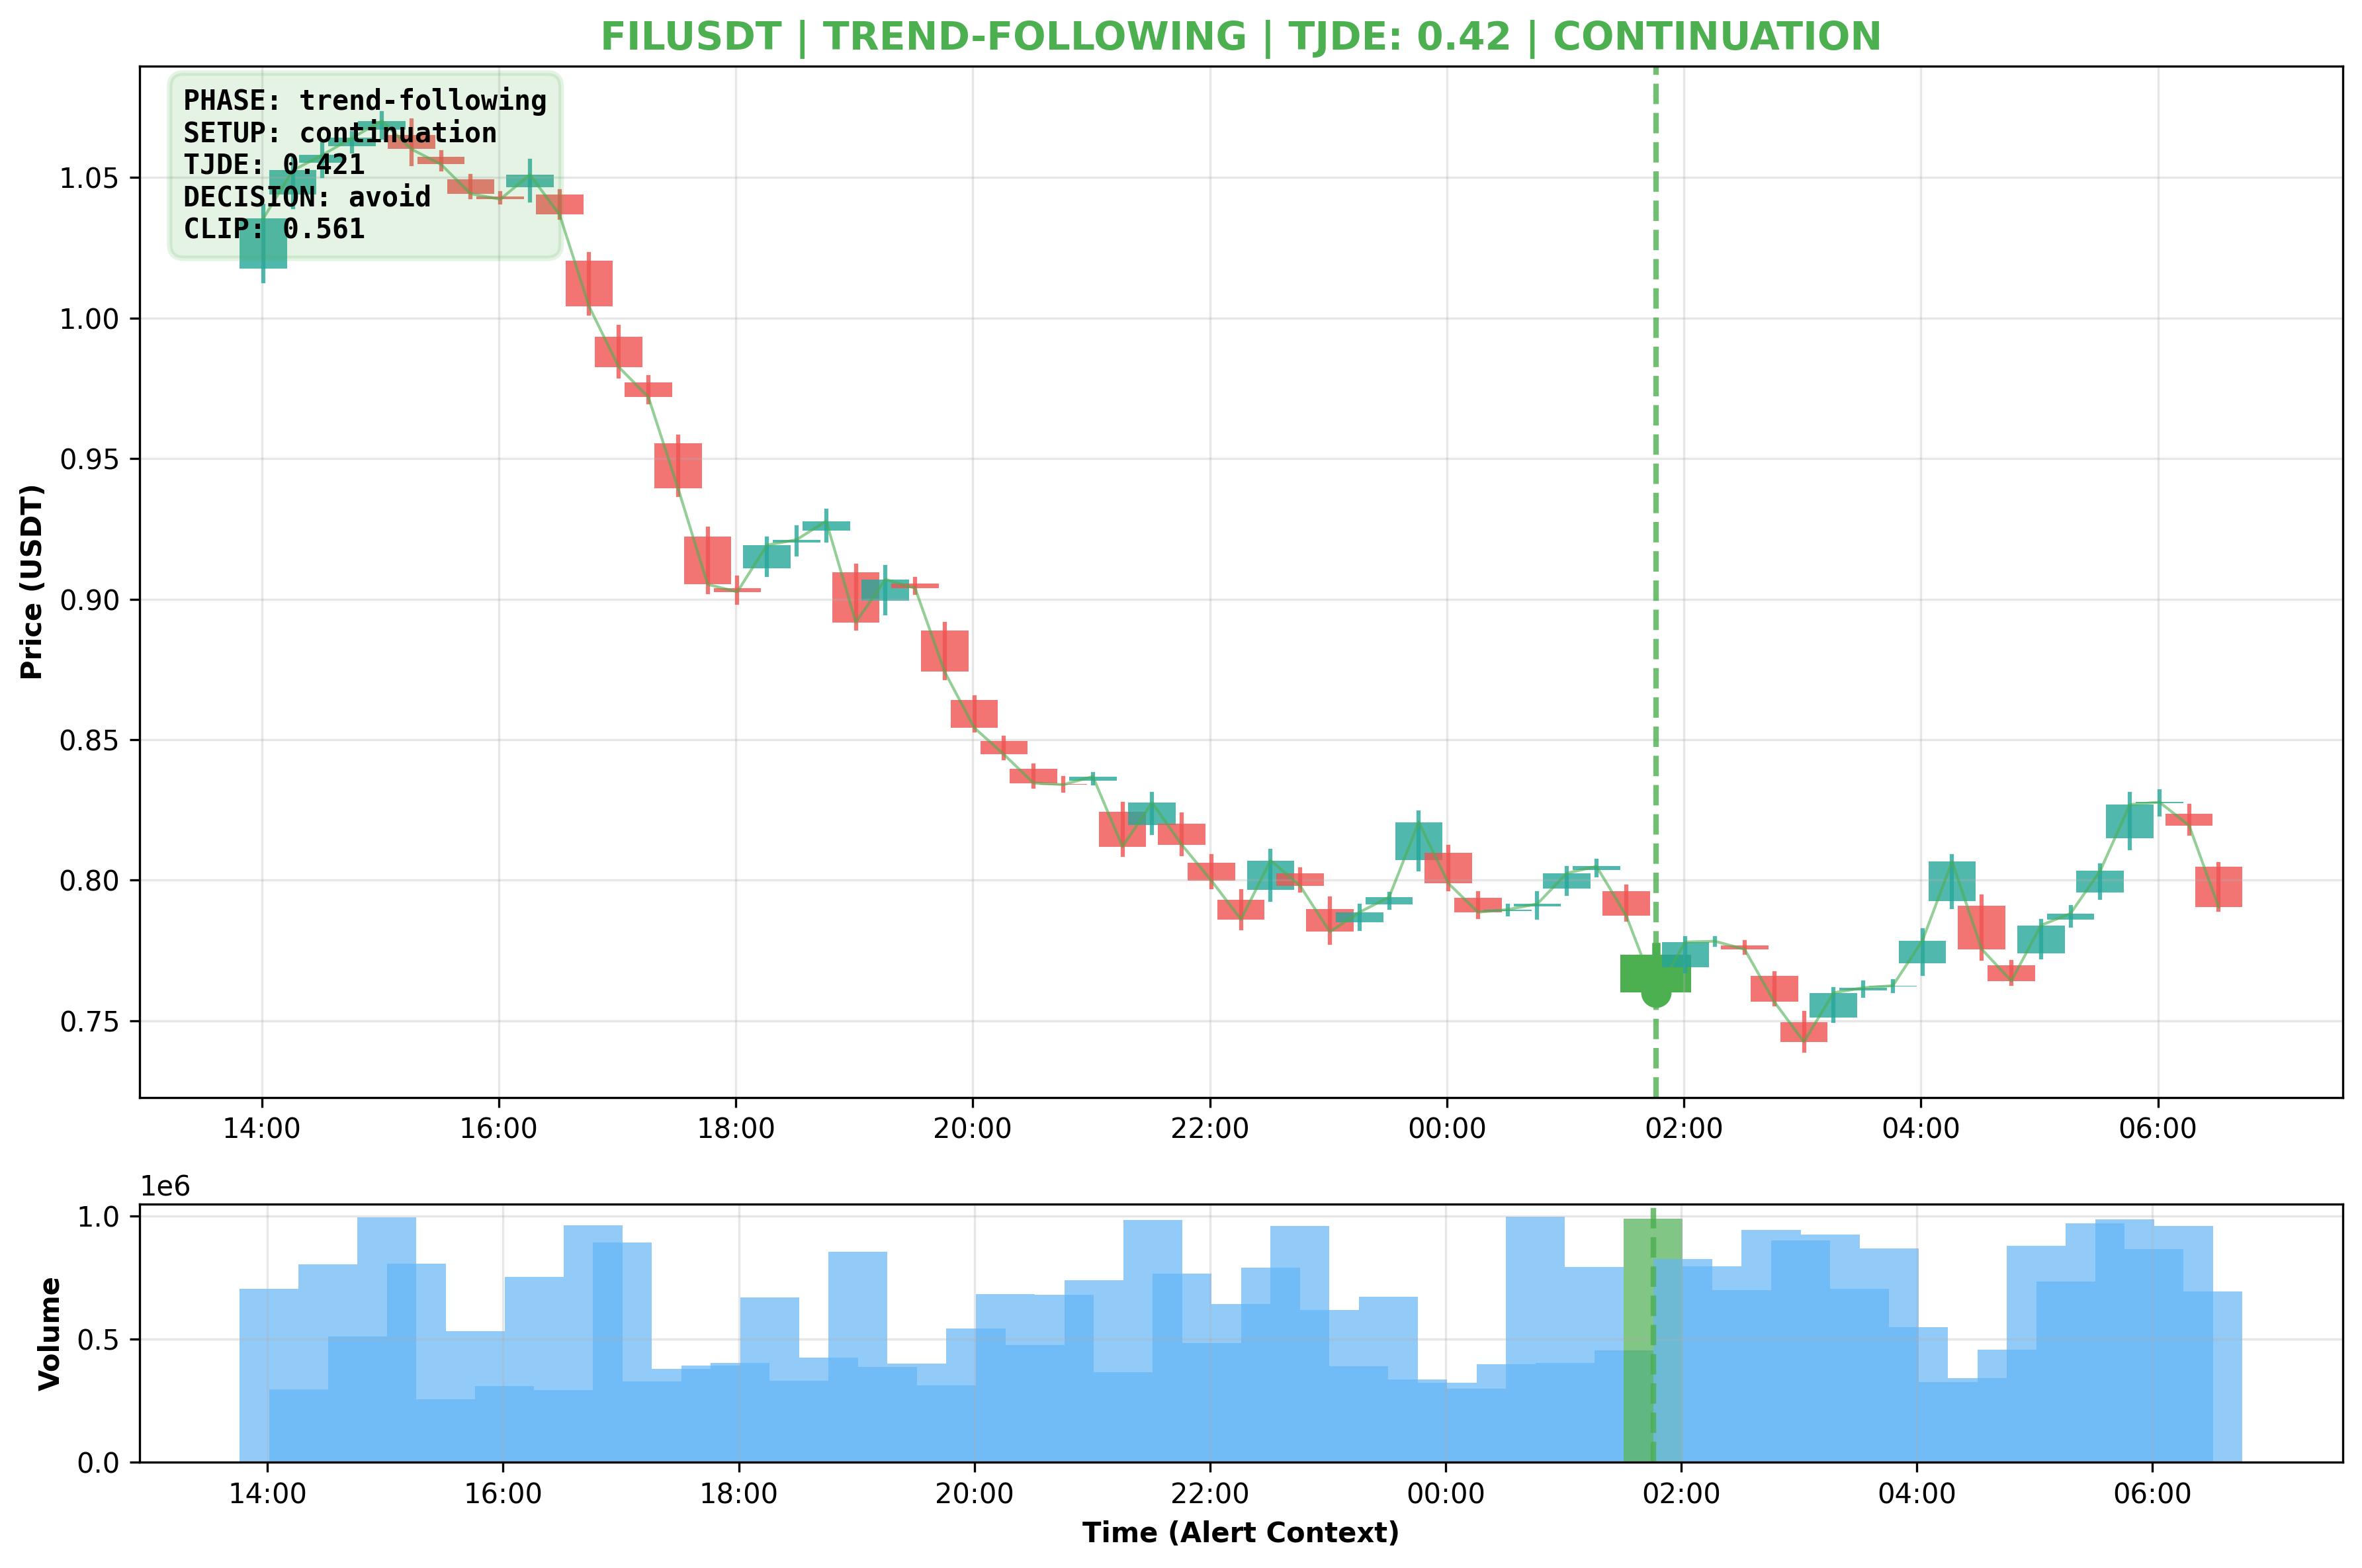 FILUSDT | TREND-FOLLOWING | TJDE: 0.42 | CONTINUATION
PHASE: trend-following
SETUP: continuation
TJDE: 0.421
DECISION: avoid
CLIP: 0.561
Price (USDT)
1.05
1.00
0.95
0.90
0.85
0.80
0.75
14:00 16:00 18:00 20:00 22:00 00:00 02:00 04:00 06:00
1e6
Volume
1.0
0.5
0.0
14:00 16:00 18:00 20:00 22:00 00:00 02:00 04:00 06:00
Time (Alert Context)